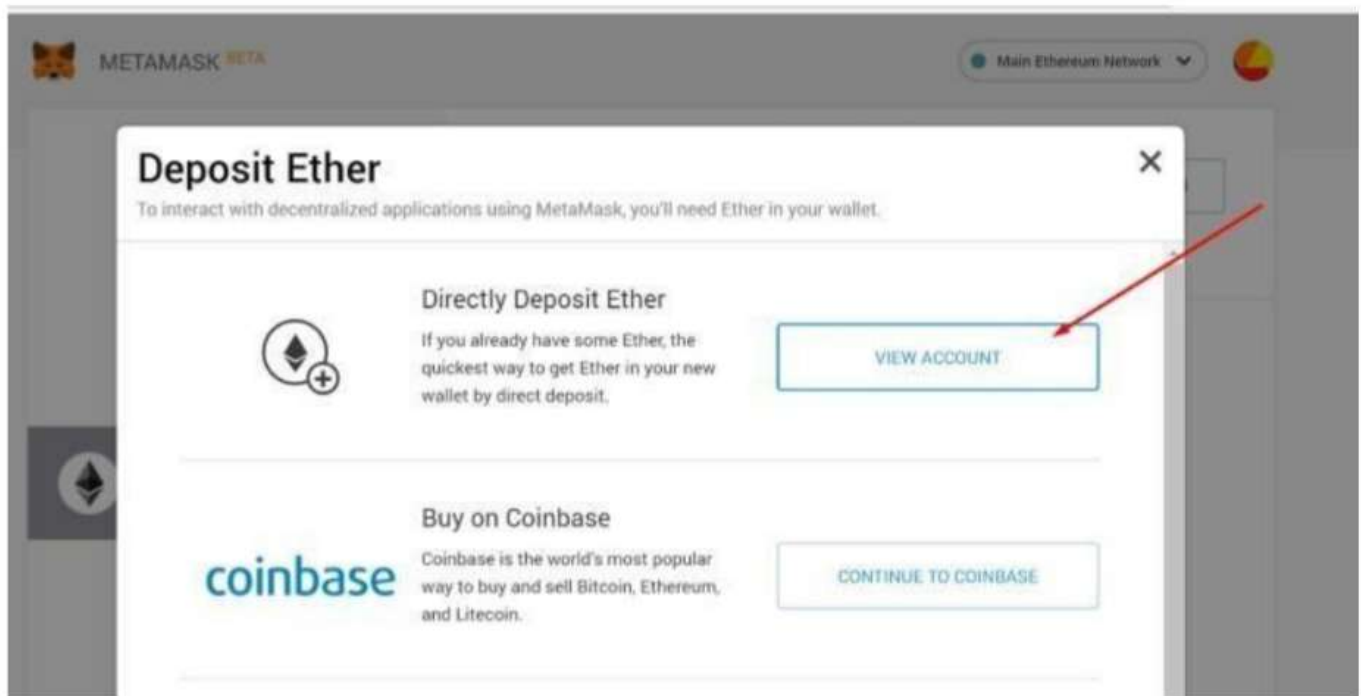 METAMASK BETA
Main Ethereum Network
Deposit Ether
To interact with decentralized applications using MetaMask, you'll need Ether in your wallet.
Directly Deposit Ether
If you already have some Ether, the
quickest way to get Ether in your new
wallet by direct deposit.
VIEW ACCOUNT
Buy on Coinbase
coinbase
Coinbase is the world's most popular
way to buy and sell Bitcoin, Ethereum,
and Litecoin.
CONTINUE TO COINBASE